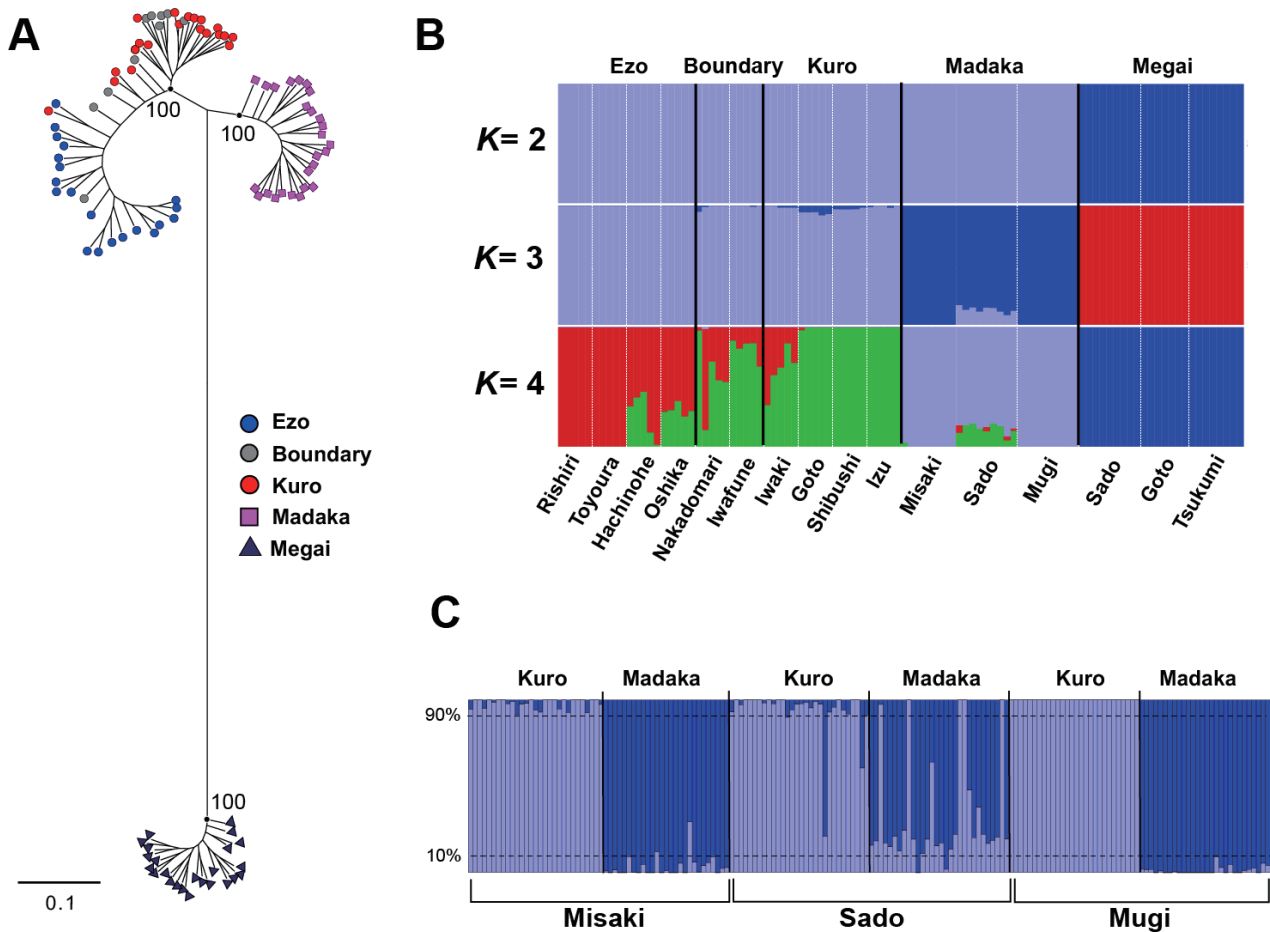 A
100
100
Ezo
Boundary
Kuro
Madaka
Megai
100
0.1
B
Ezo Boundary Kuro Madaka Megai
K= 2
K= 3
K= 4
Rishiri Toyoura Hachinohe Oshika Nakadomari Iwafune Iwaki Goto Shibushi Izu Misaki Sado Mugi Sado Goto Tsukumi
C
Kuro Madaka Kuro Madaka Kuro Madaka
90%
10%
Misaki Sado Mugi